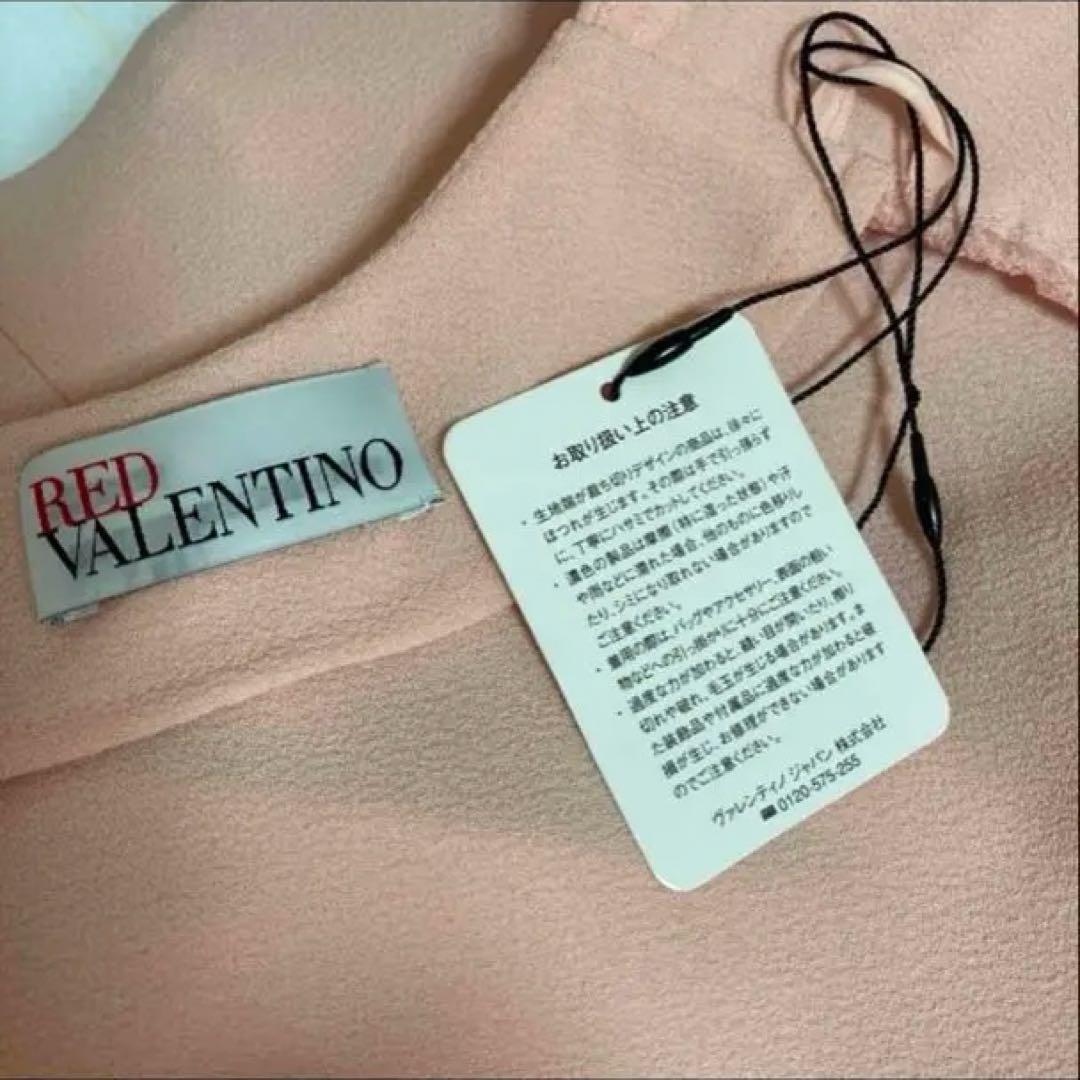 RED
VALENTINO
お取り扱い上の注意
・生地端が裁ち切りデザインの商品は、徐々に
ほつれが生じます。その際は手で引っ張らず
に、丁寧にハサミでカットしてください。
・濃色の製品は摩擦（特に湿った状態）や汗
や雨などに濡れた場合、他のものに色移りし
たり、シミになり取れない場合がありますので
ご注意ください。
・着用の際は、バッグやアクセサリー、表面の粗い
物などへの引っ掛かりに十分にご注意ください。
・過度な力が加わると、縫い目が開いたり、擦り
切れや破れ、毛玉が生じる場合があります。ま
た装飾品や付属品に過度な力が加わると破
損が生じ、お修理ができない場合があります
のでご注意ください。
ヴァレンティノ ジャパン 株式会社
0120-575-255